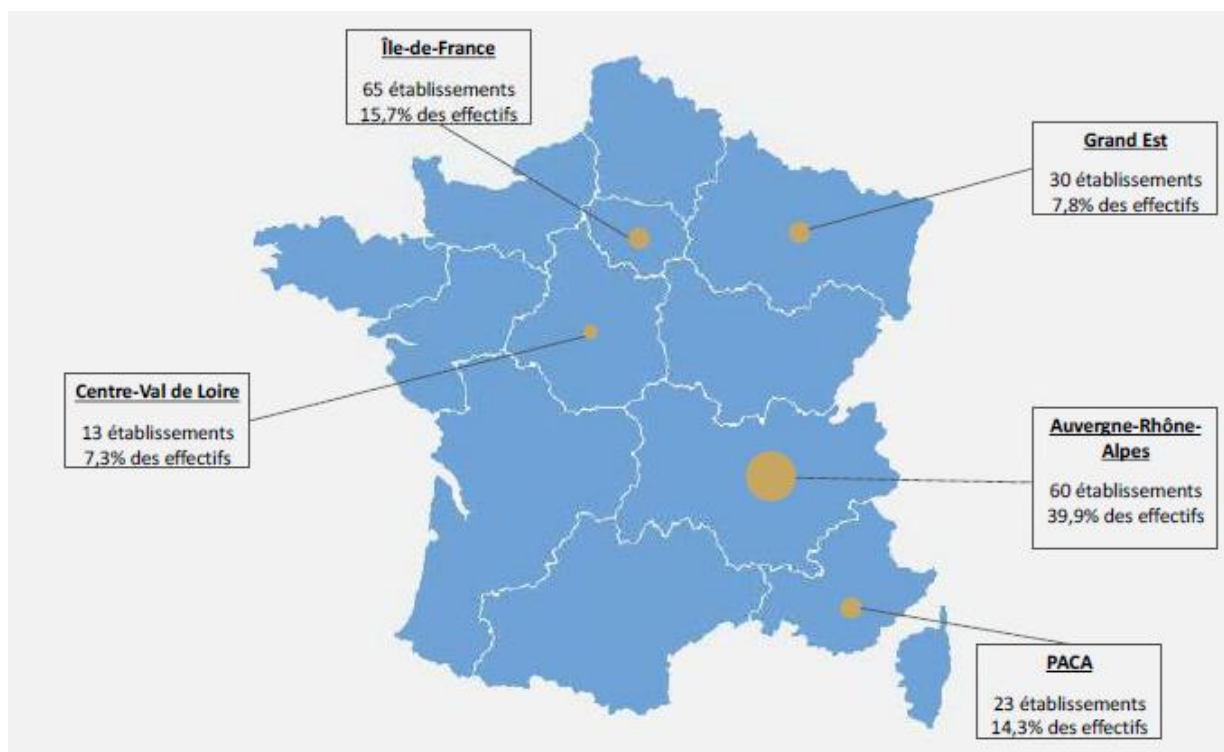 Île-de-France
65 établissements
15,7% des effectifs
Grand Est
30 établissements
7,8% des effectifs
Centre-Val de Loire
13 établissements
7,3% des effectifs
Auvergne-Rhône-
Alpes
60 établissements
39,9% des effectifs
PACA
23 établissements
14,3% des effectifs